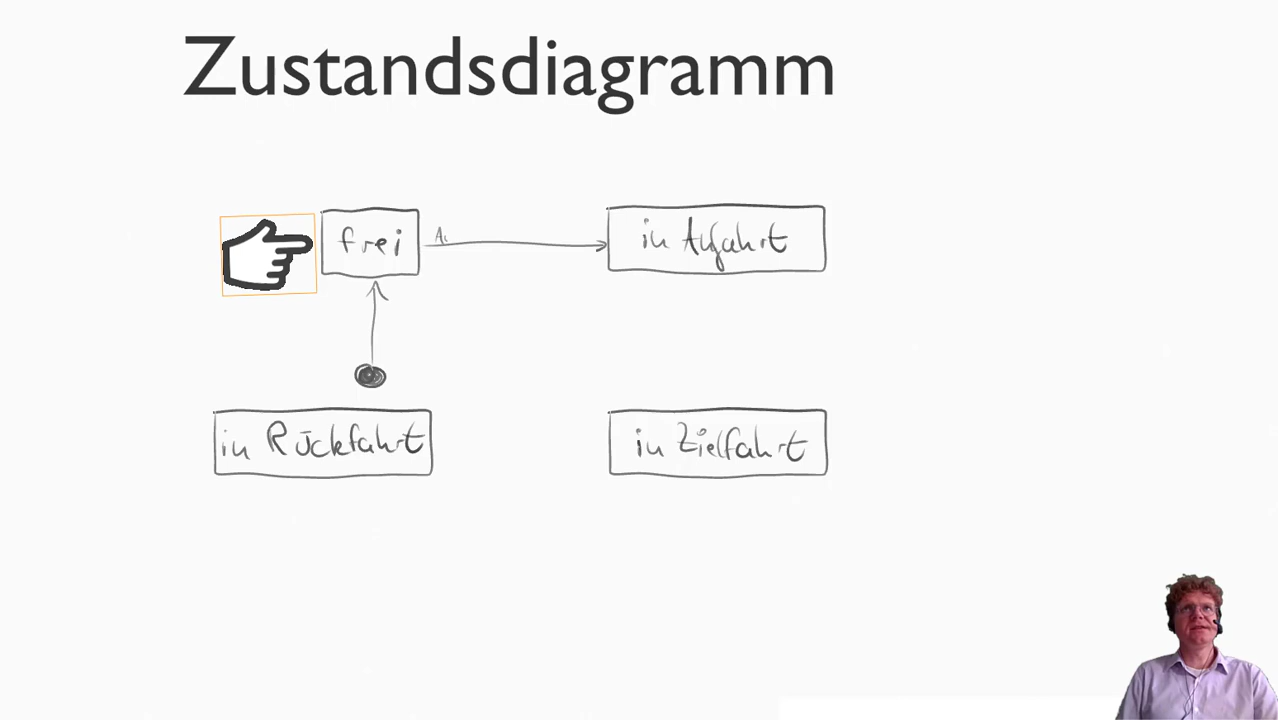 Zustandsdiagramm
frei
A
in Anfahrt
in Rückfahrt
in Zielfahrt